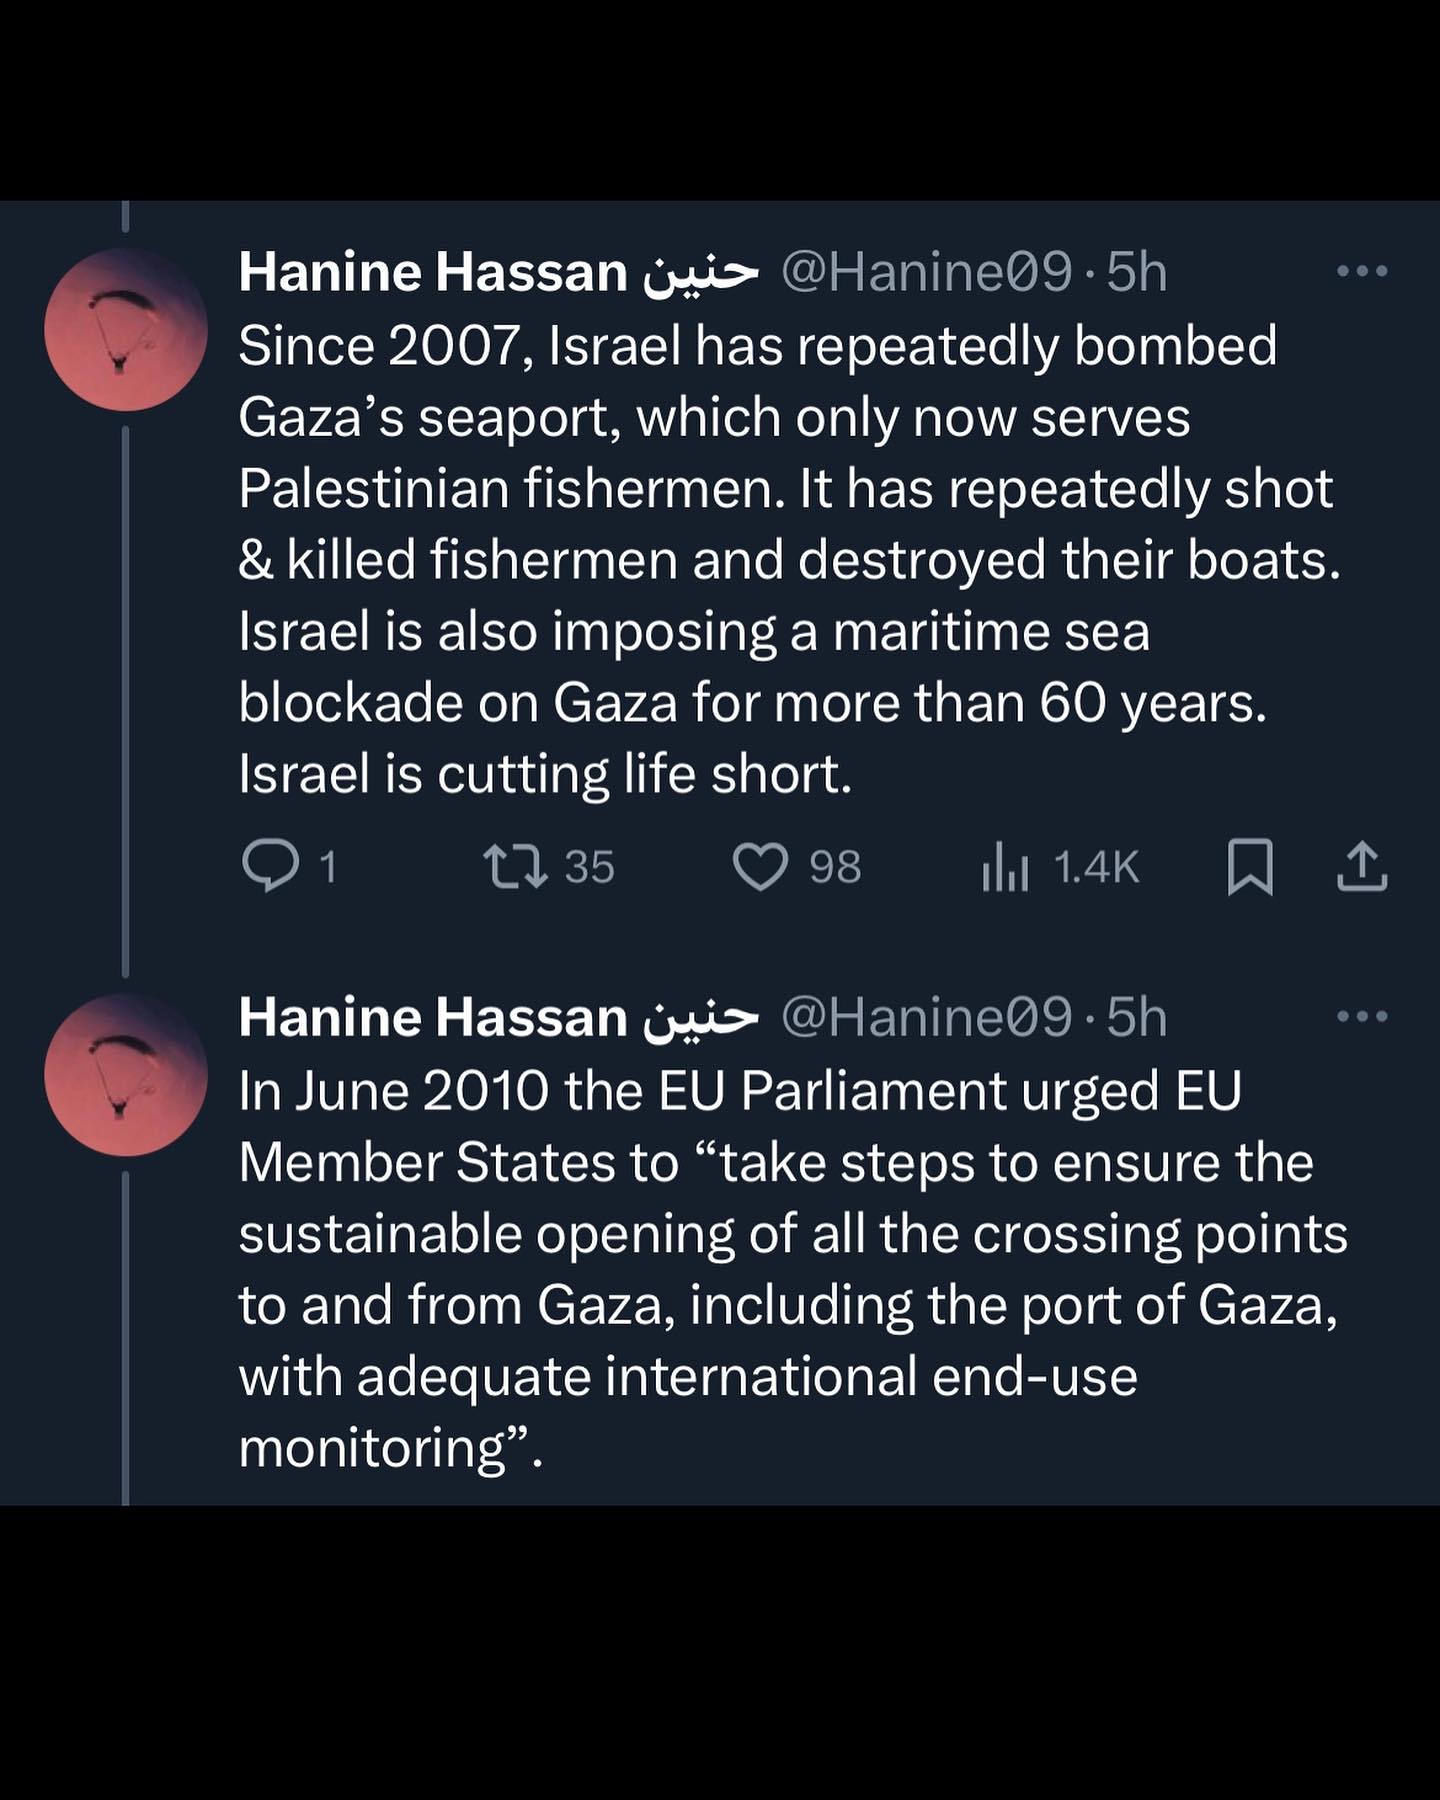 Hanine Hassan حنين @Hanine09 · 5h
Since 2007, Israel has repeatedly bombed
Gaza’s seaport, which only now serves
Palestinian fishermen. It has repeatedly shot
& killed fishermen and destroyed their boats.
Israel is also imposing a maritime sea
blockade on Gaza for more than 60 years.
Israel is cutting life short.
1 35 98 1.4K
Hanine Hassan حنين @Hanine09 · 5h
In June 2010 the EU Parliament urged EU
Member States to “take steps to ensure the
sustainable opening of all the crossing points
to and from Gaza, including the port of Gaza,
with adequate international end-use
monitoring”.